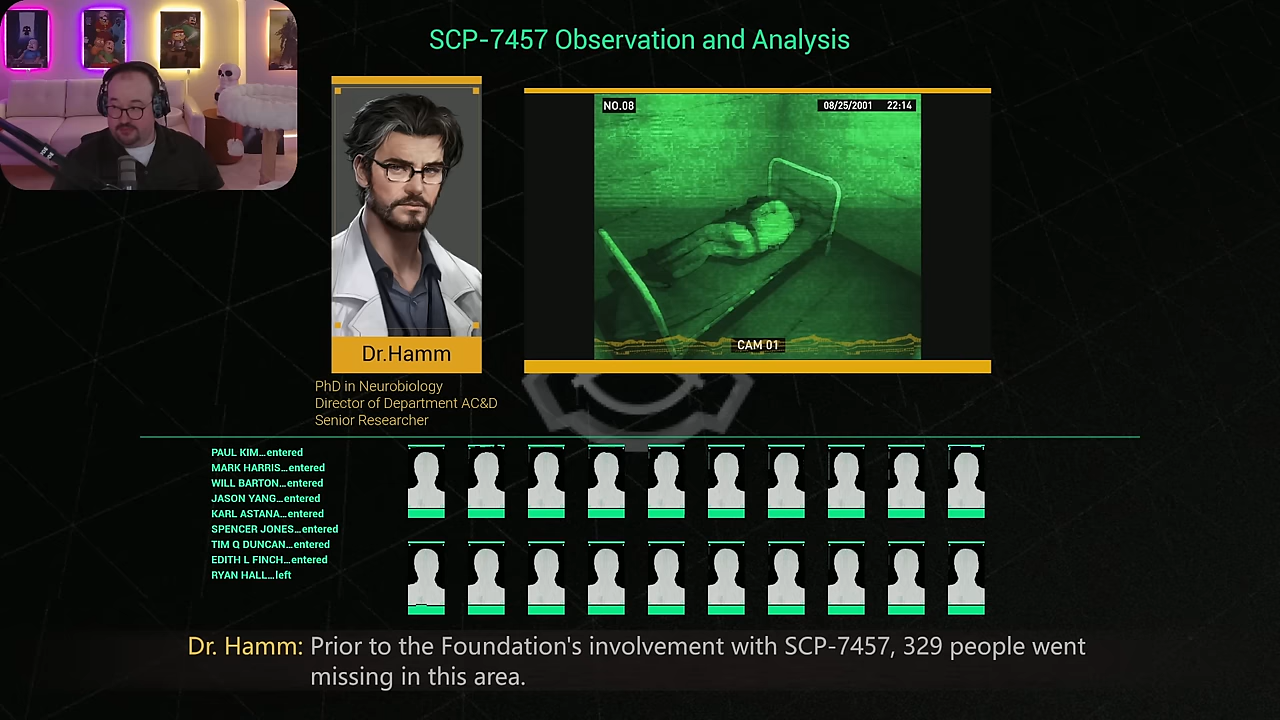 SCP-7457 Observation and Analysis
NO.08
08/25/2001 22:14
CAM 01
Dr.Hamm
PhD in Neurobiology
Director of Department AC&D
Senior Researcher
PAUL KIM...entered
MARK HARRIS...entered
WILL BARTON...entered
JASON YANG...entered
KARL ASTANA...entered
SPENCER JONES...entered
TIM Q DUNCAN...entered
EDITH L FINCH...entered
RYAN HALL...left
Dr. Hamm: Prior to the Foundation's involvement with SCP-7457, 329 people went
missing in this area.